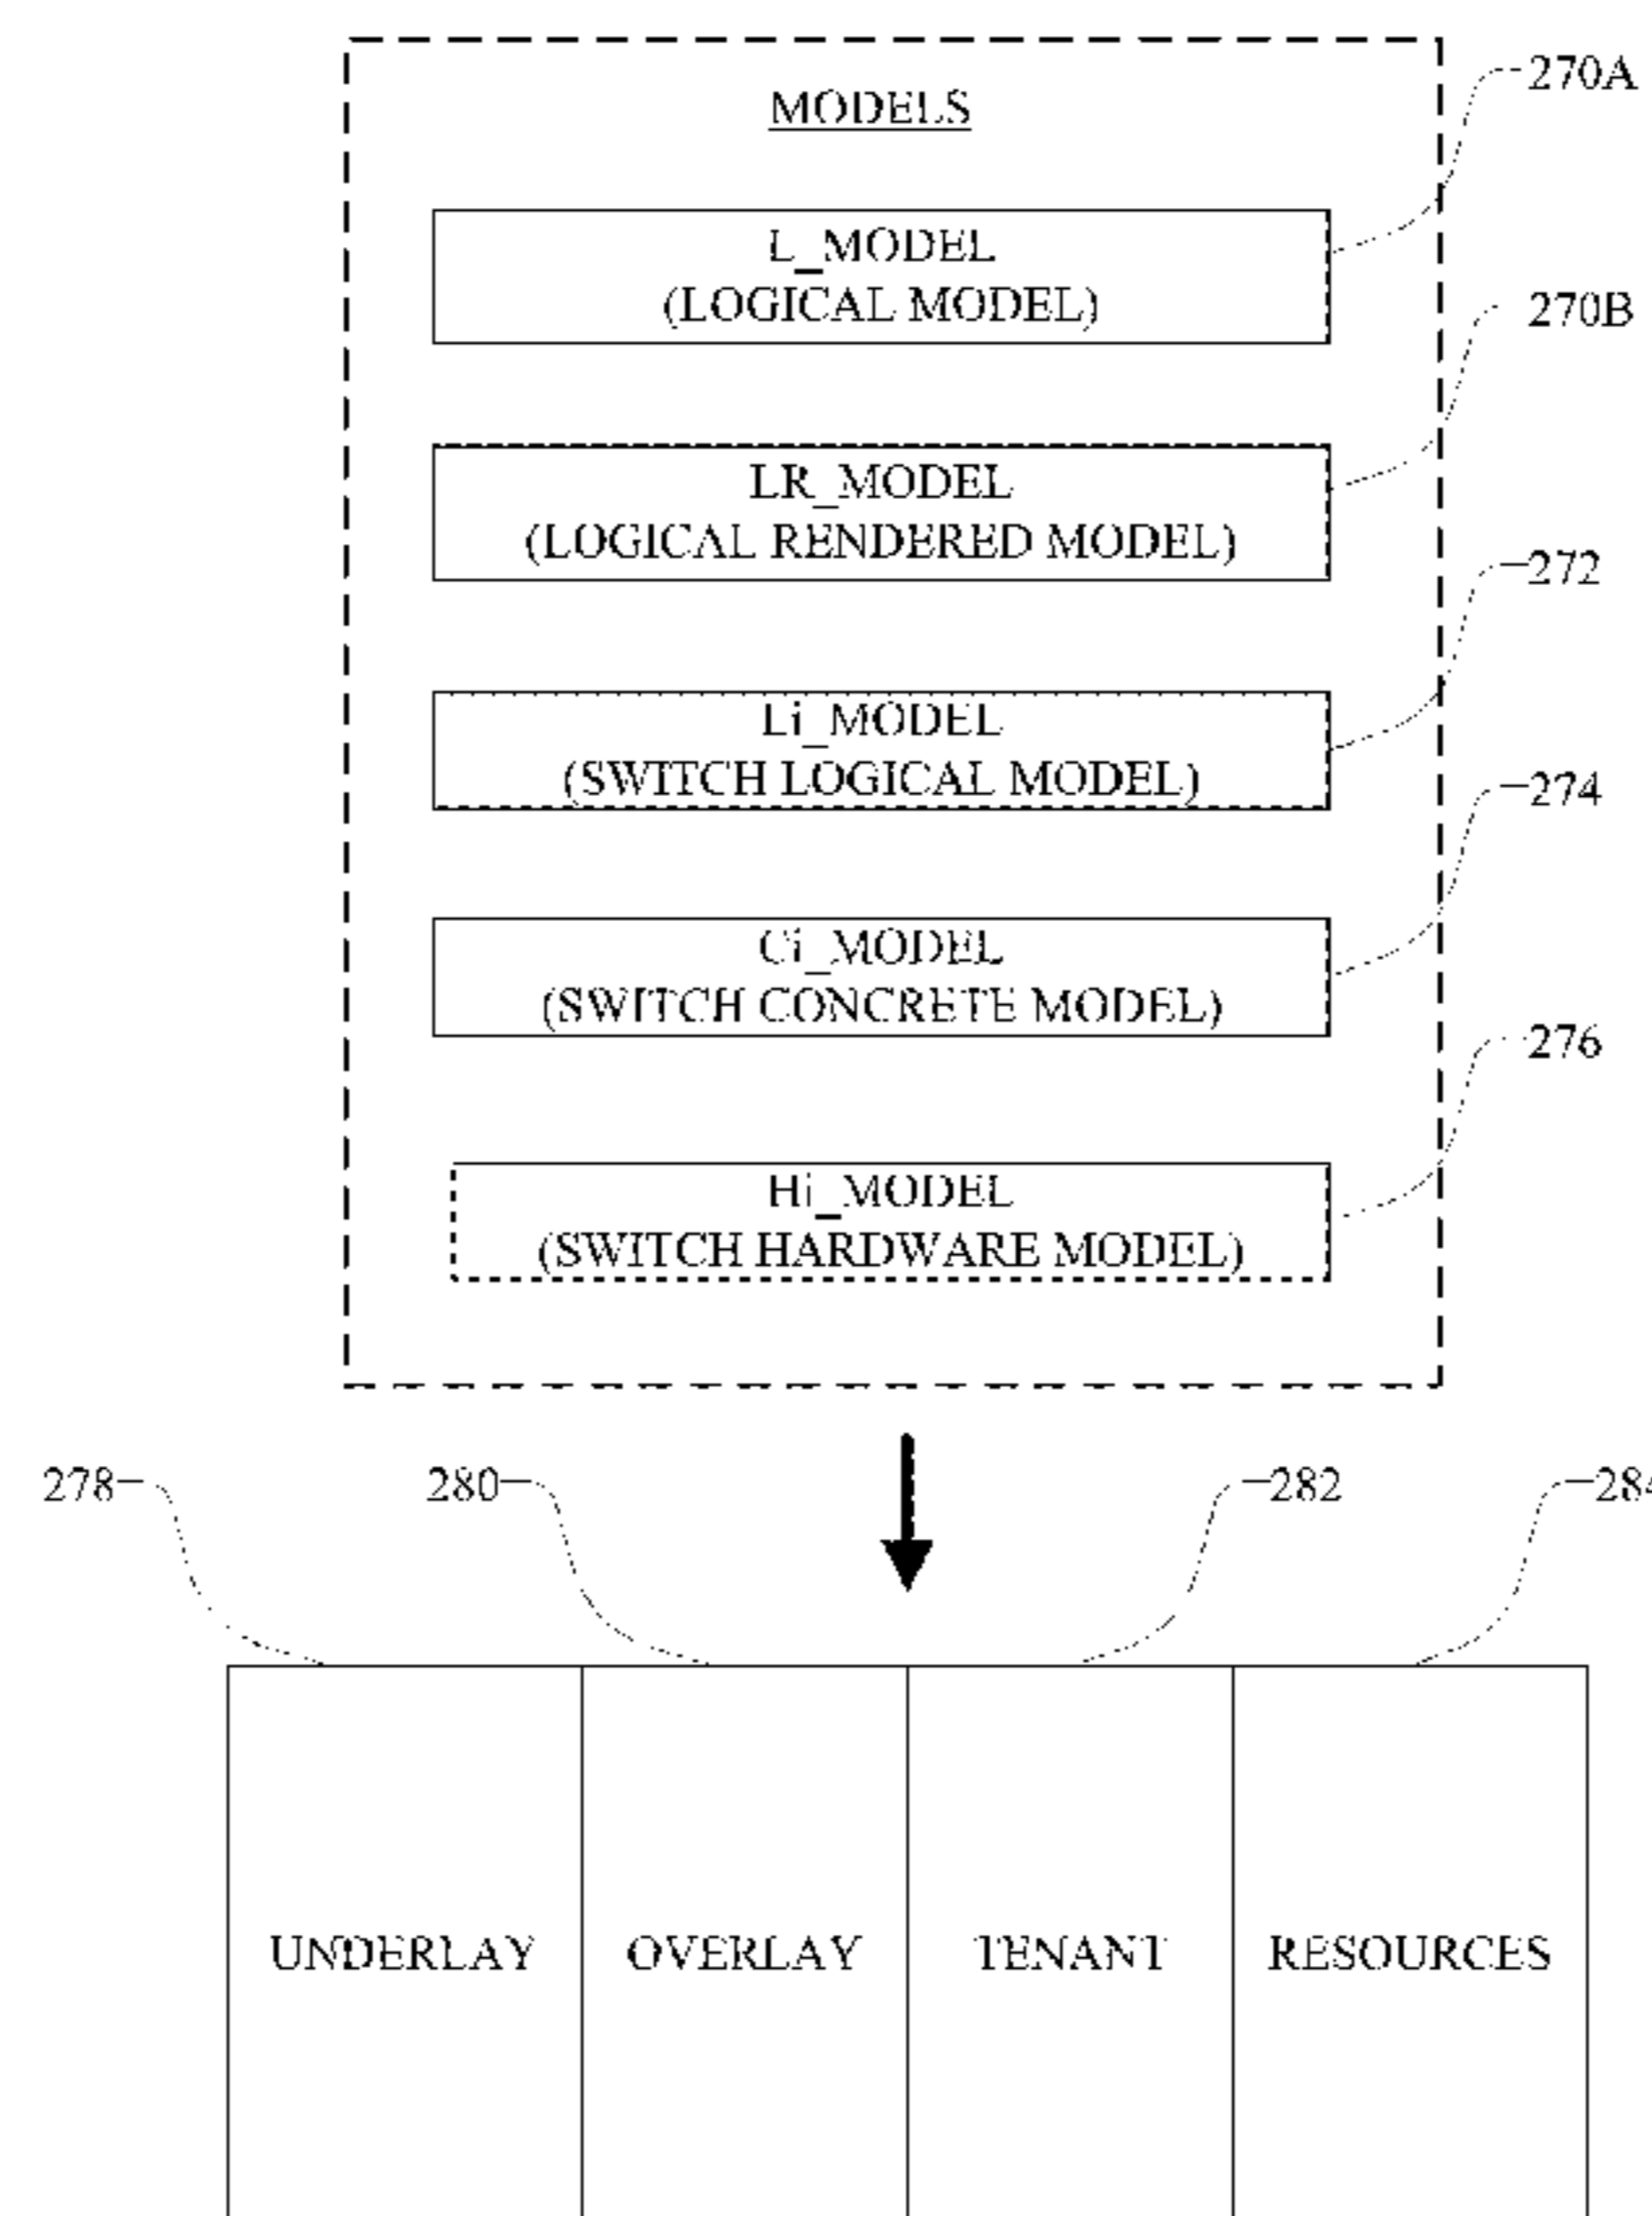 MODELS
270A
L_MODEL
(LOGICAL MODEL)
270B
LR_MODEL
(LOGICAL RENDERED MODEL)
272
Li_MODEL
(SWITCH LOGICAL MODEL)
274
Ci_MODEL
(SWITCH CONCRETE MODEL)
276
Hi_MODEL
(SWITCH HARDWARE MODEL)
278 280 282
UNDERLAY OVERLAY TENANT RESOURCES